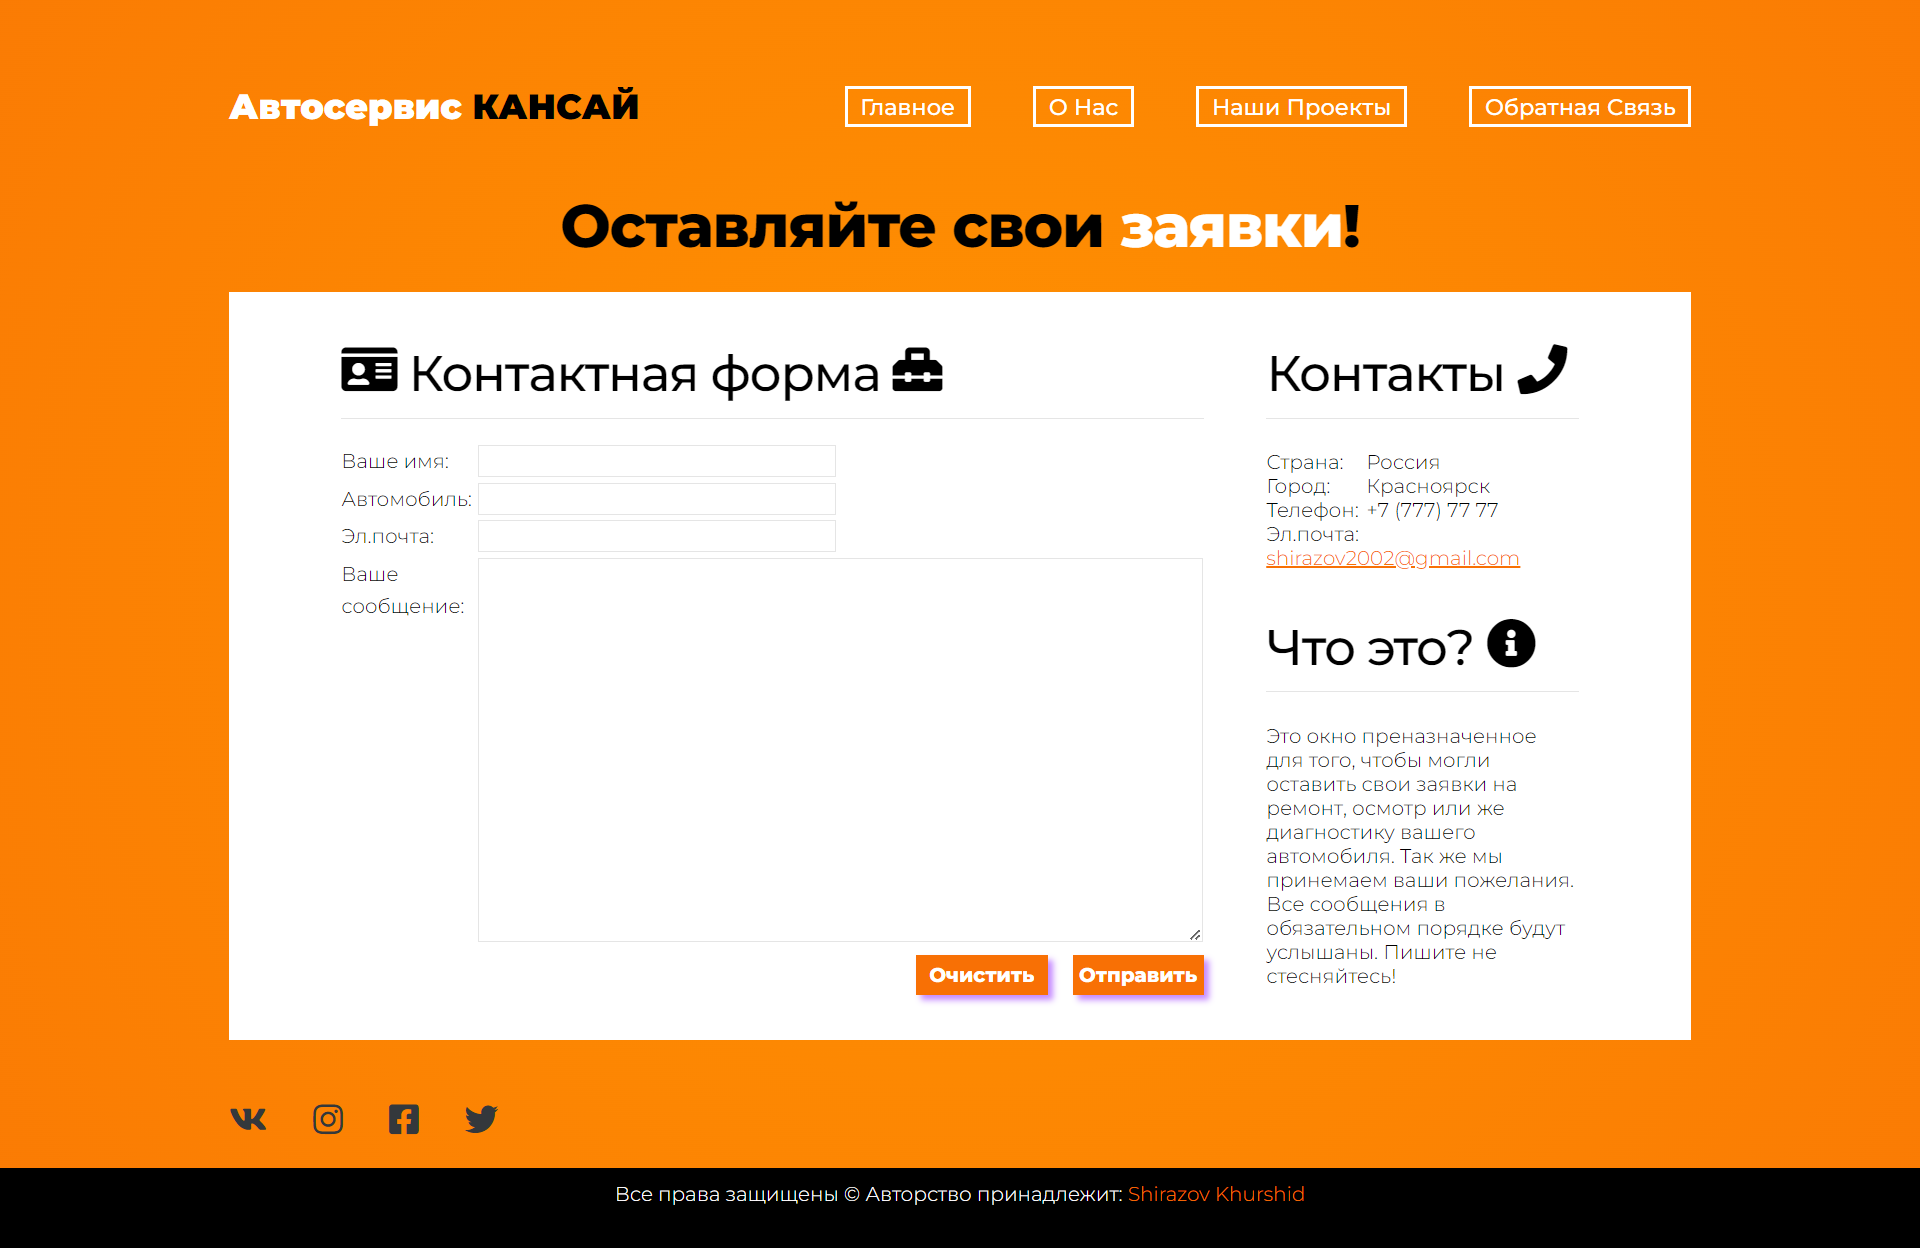 Автосервис КАНСАЙ
Главное
О Нас
Наши Проекты
Обратная Связь
Оставляйте свои заявки!
Контактная форма
Ваше имя:
Автомобиль:
Эл.почта:
Ваше
сообщение:
Очистить
Отправить
Контакты
Страна: Россия
Город: Красноярск
Телефон: +7 (777) 77 77
Эл.почта:
shirazov2002@gmail.com
Что это?
Это окно преназначенное
для того, чтобы могли
оставить свои заявки на
ремонт, осмотр или же
диагностику вашего
автомобиля. Так же мы
принемаем ваши пожелания.
Все сообщения в
обязательном порядке будут
услышаны. Пишите не
стесняйтесь!
Все права защищены © Авторство принадлежит: Shirazov Khurshid